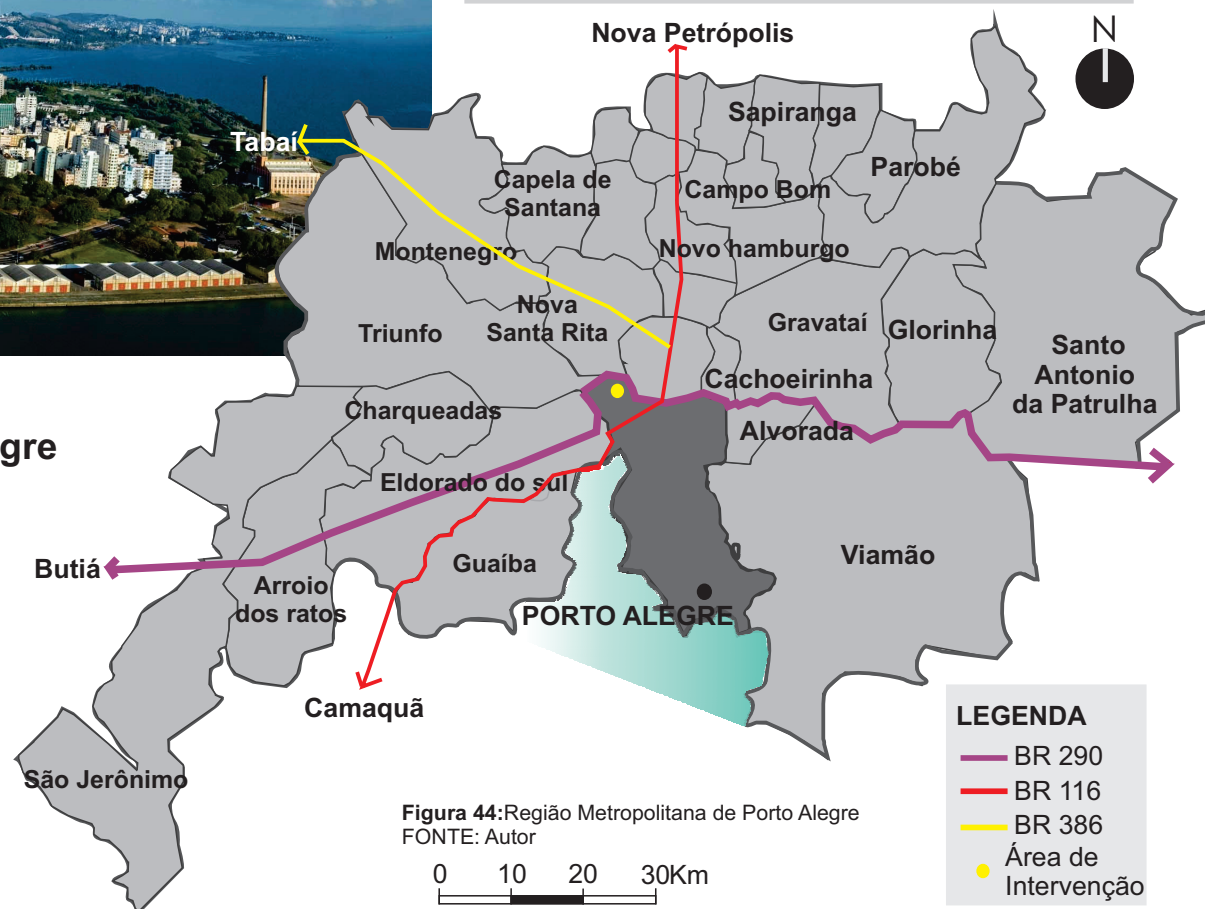 N
Nova Petrópolis
Sapiranga
Tabaí
Parobé
Capela de
Santana
Campo Bom
Montenegro
Novo hamburgo
Nova
Santa Rita
Triunfo
Gravataí
Glorinha
Santo
Antonio
da Patrulha
Cachoeirinha
Charqueadas
Alvorada
gre
Eldorado do sul
Viamão
Guaíba
Butiá
Arroio
dos ratos
PORTO ALEGRE
Camaquã
São Jerônimo
LEGENDA
BR 290
BR 116
BR 386
Área de
Intervenção
Figura 44:Região Metropolitana de Porto Alegre
FONTE: Autor
0 10 20 30Km